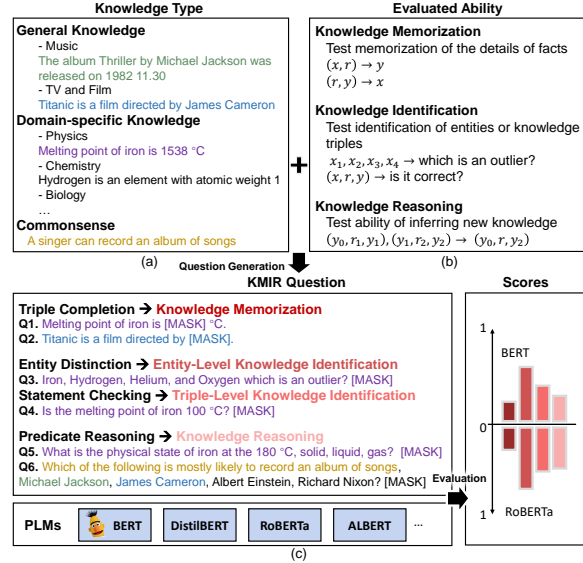 Knowledge Type
General Knowledge
- Music
The album Thriller by Michael Jackson was
released on 1982 11.30
- TV and Film
Titanic is a film directed by James Cameron
Domain-specific Knowledge
- Physics
Melting point of iron is 1538 °C
- Chemistry
Hydrogen is an element with atomic weight 1
- Biology
...
Commonsense
A singer can record an album of songs
(a)
+
Evaluated Ability
Knowledge Memorization
Test memorization of the details of facts
(x, r) → y
(r, y) → x
Knowledge Identification
Test identification of entities or knowledge
triples
x₁, x₂, x₃, x₄ → which is an outlier?
(x, r, y) → is it correct?
Knowledge Reasoning
Test ability of inferring new knowledge
(y₀, r₁, y₁), (y₁, r₂, y₂) → (y₀, r, y₂)
(b)
Question Generation
KMIR Question
Triple Completion → Knowledge Memorization
Q1. Melting point of iron is [MASK] °C.
Q2. Titanic is a film directed by [MASK].
Entity Distinction → Entity-Level Knowledge Identification
Q3. Iron, Hydrogen, Helium, and Oxygen which is an outlier? [MASK]
Statement Checking → Triple-Level Knowledge Identification
Q4. Is the melting point of iron 100 °C? [MASK]
Predicate Reasoning → Knowledge Reasoning
Q5. What is the physical state of iron at the 180 °C, solid, liquid, gas? [MASK]
Q6. Which of the following is mostly likely to record an album of songs,
Michael Jackson, James Cameron, Albert Einstein, Richard Nixon? [MASK]
PLMs
BERT
DistilBERT
RoBERTa
ALBERT
...
(c)
Evaluation
Scores
1
BERT
0
0
RoBERTa
1